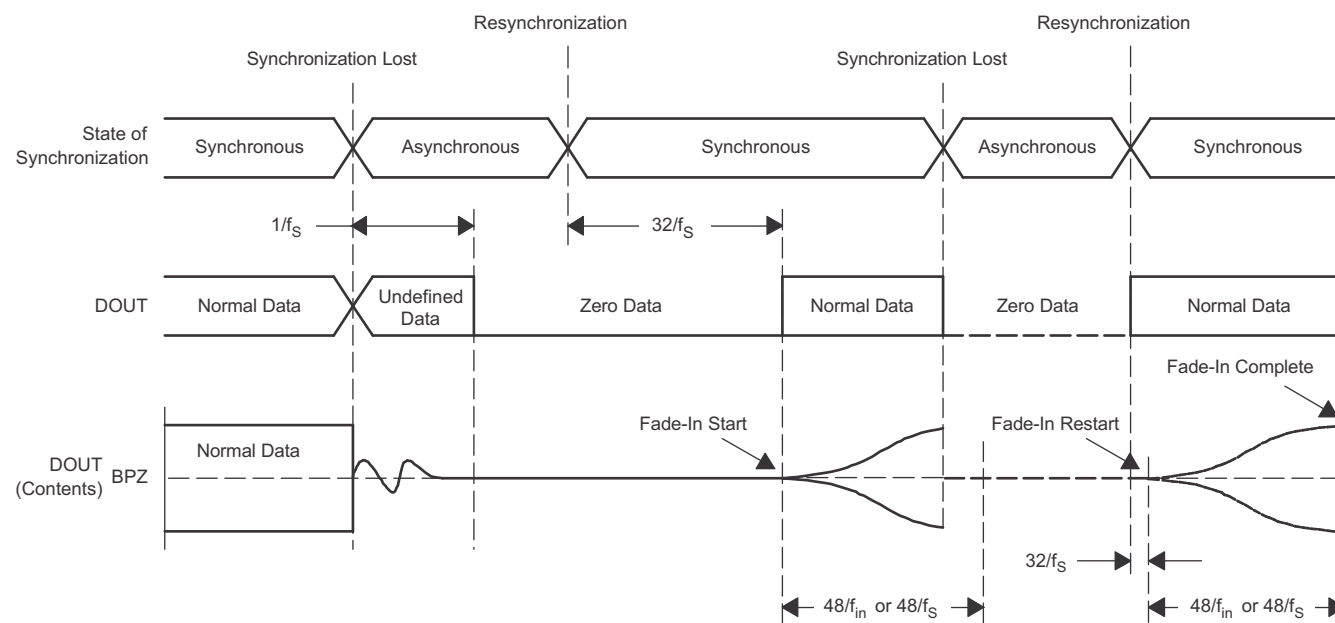 Resynchronization
Resynchronization
Synchronization Lost
Synchronization Lost
State of
Synchronization
Synchronous
Asynchronous
Synchronous
Asynchronous
Synchronous
1/fS
32/fS
DOUT
Normal Data
Undefined
Data
Zero Data
Normal Data
Zero Data
Normal Data
Fade-In Complete
Fade-In Start
Fade-In Restart
Normal Data
DOUT
(Contents)
BPZ
32/fS
48/fin or 48/fS
48/fin or 48/fS